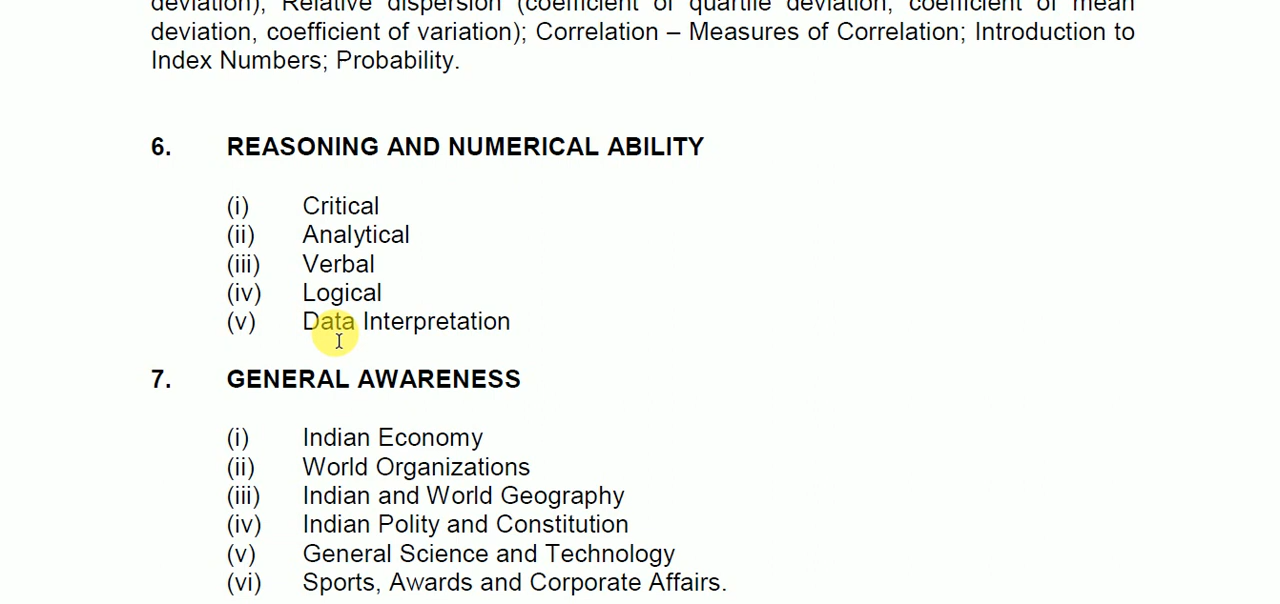 deviation), Relative dispersion (coefficient of quartile deviation, coefficient of mean
deviation, coefficient of variation); Correlation – Measures of Correlation; Introduction to
Index Numbers; Probability.
6. REASONING AND NUMERICAL ABILITY
(i) Critical
(ii) Analytical
(iii) Verbal
(iv) Logical
(v) Data Interpretation
7. GENERAL AWARENESS
(i) Indian Economy
(ii) World Organizations
(iii) Indian and World Geography
(iv) Indian Polity and Constitution
(v) General Science and Technology
(vi) Sports, Awards and Corporate Affairs.